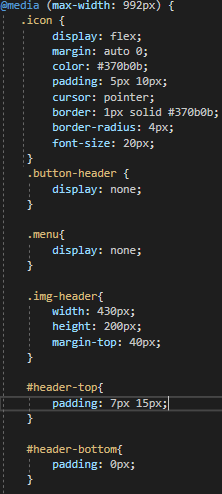 @media (max-width: 992px) {
.icon {
display: flex;
margin: auto 0;
color: #370b0b;
padding: 5px 10px;
cursor: pointer;
border: 1px solid #370b0b;
border-radius: 4px;
font-size: 20px;
}
.button-header {
display: none;
}
.menu{
display: none;
}
.img-header{
width: 430px;
height: 200px;
margin-top: 40px;
}
#header-top{
padding: 7px 15px;
}
#header-bottom{
padding: 0px;
}